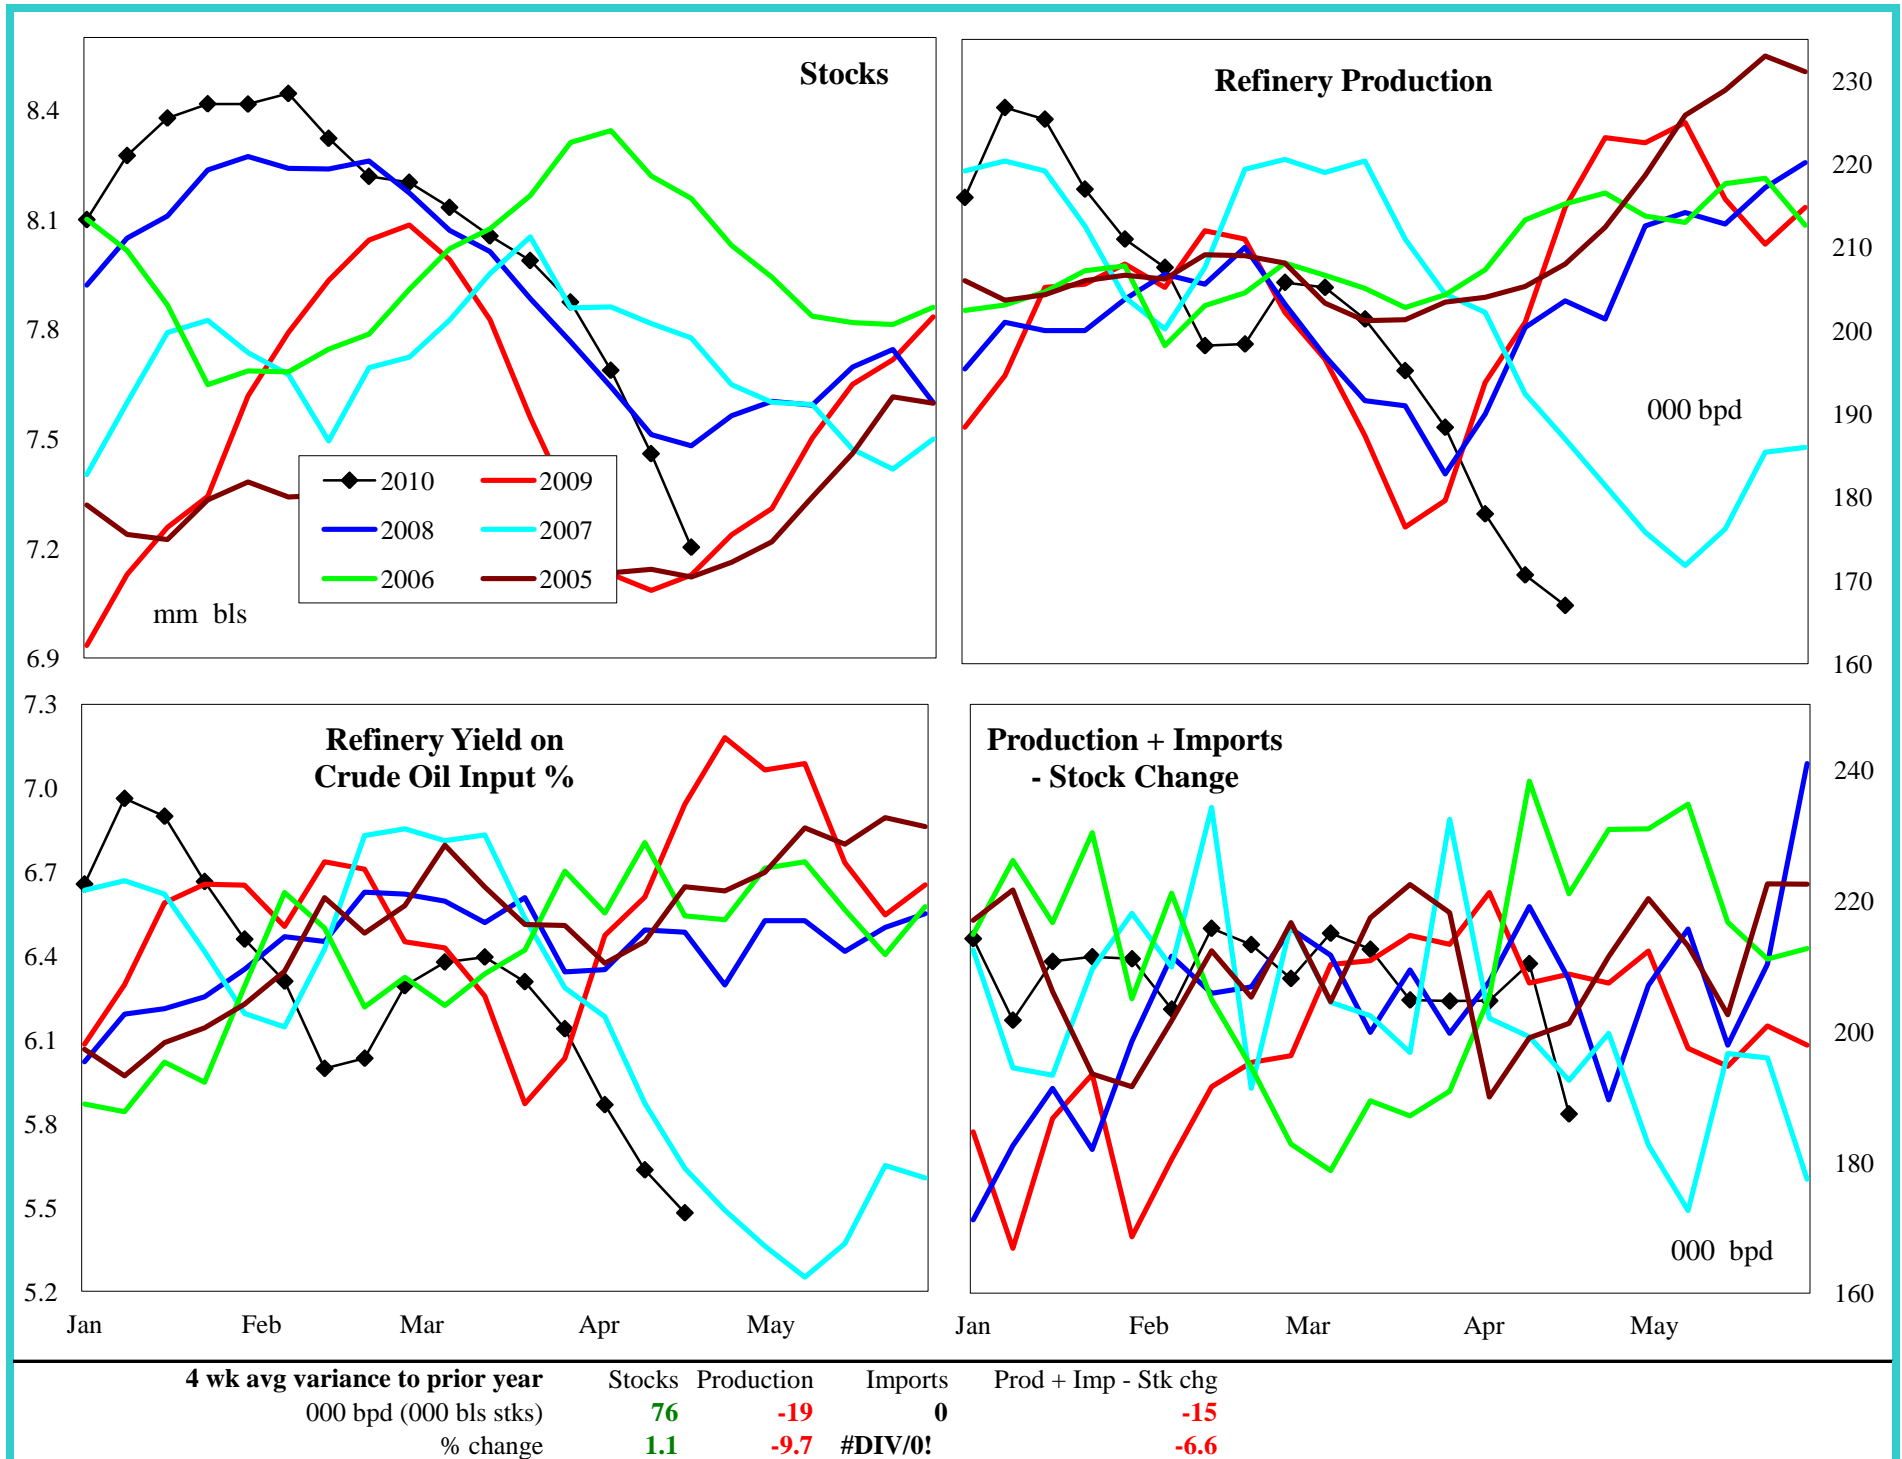 Stocks
8.4
8.1
7.8
7.5
7.2
6.9
2010 2009
2008 2007
2006 2005
mm bls
Refinery Production
230
220
210
200
190
180
170
160
000 bpd
7.3
7.0
6.7
6.4
6.1
5.8
5.5
5.2
Refinery Yield on
Crude Oil Input %
Jan Feb Mar Apr May
Production + Imports
- Stock Change
240
220
200
180
160
000 bpd
Jan Feb Mar Apr May
4 wk avg variance to prior year Stocks Production Imports Prod + Imp - Stk chg
000 bpd (000 bls stks) 76 -19 0 -15
% change 1.1 -9.7 #DIV/0! -6.6